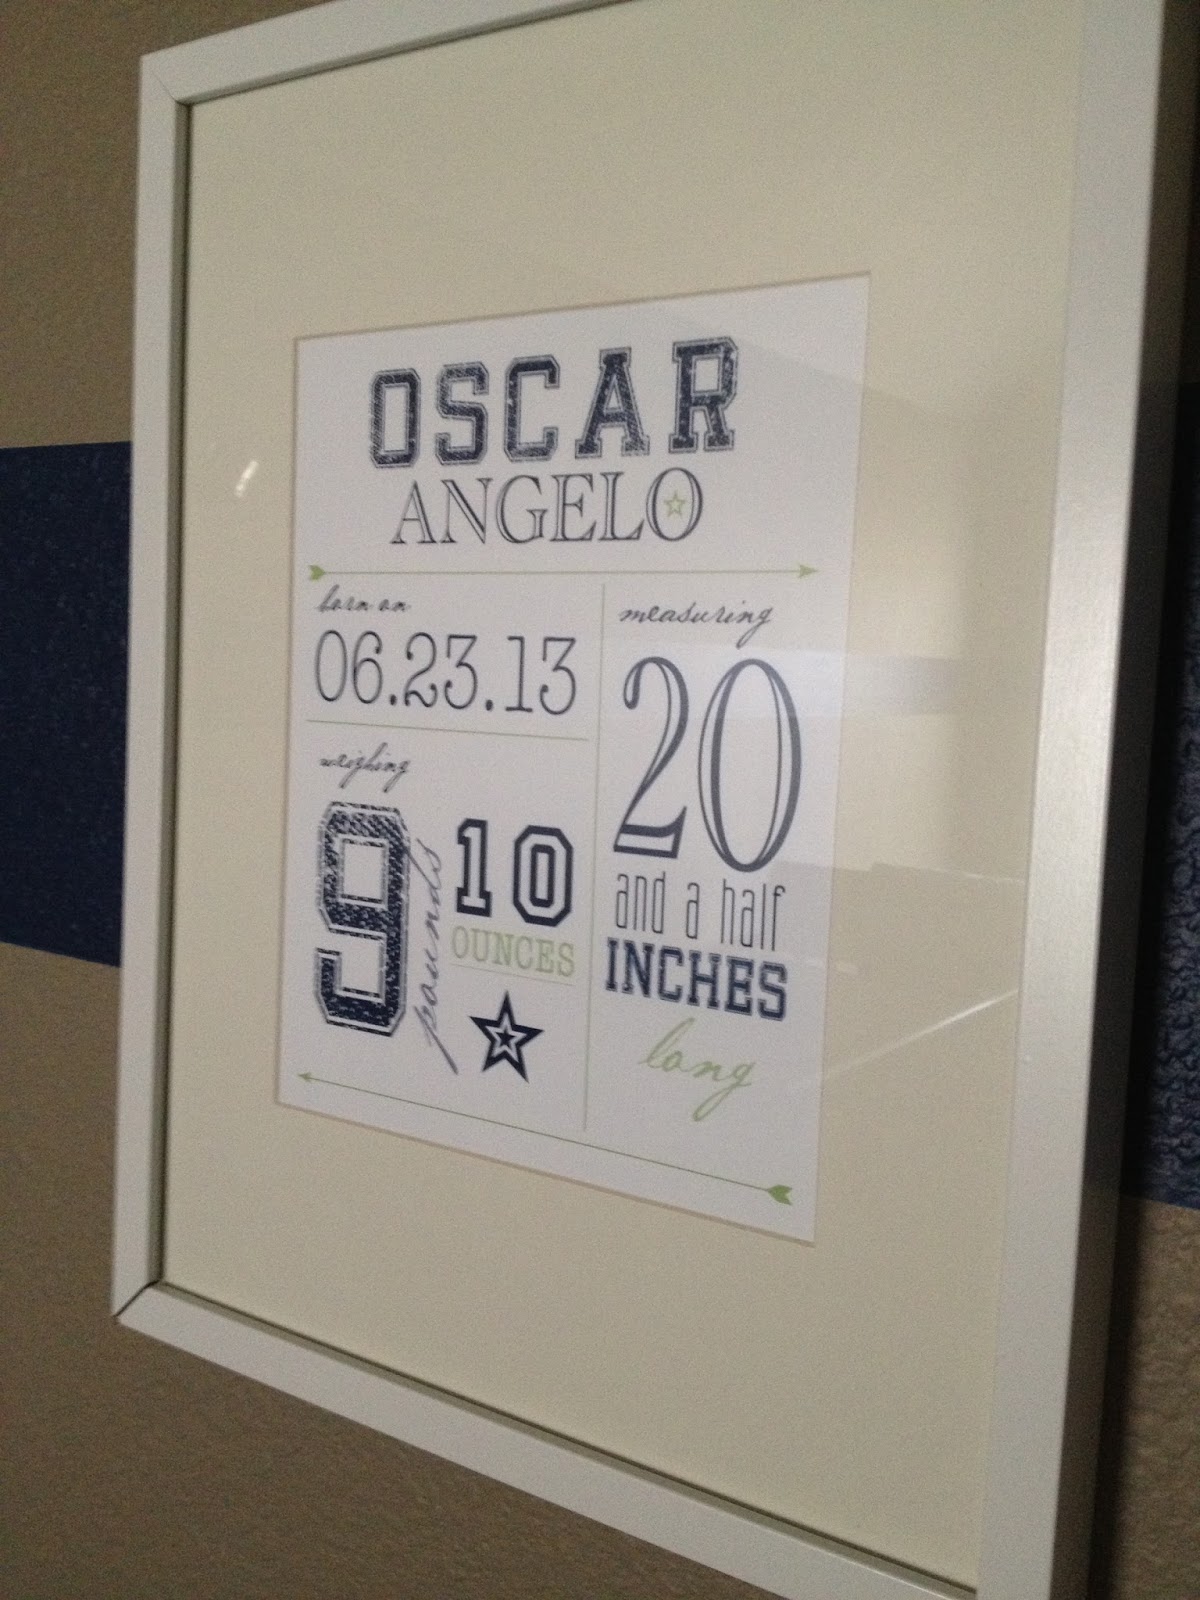 OSCAR
ANGELO
born on
06.23.13
weighing
9 pounds
10
OUNCES
measuring
20
and a half
INCHES
long